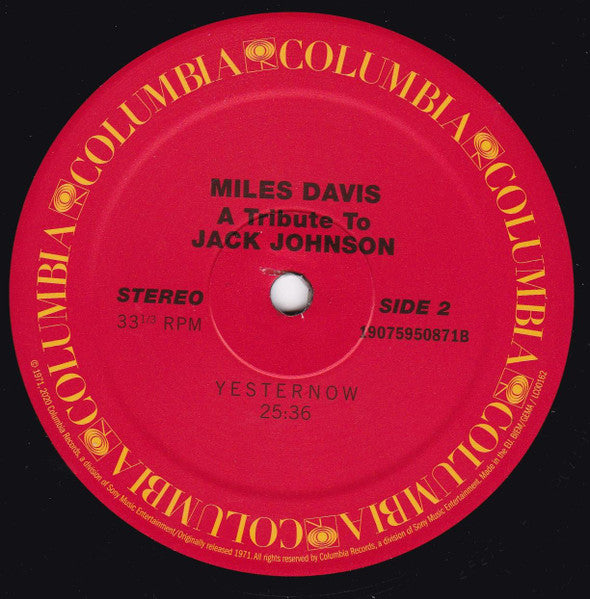 COLUMBIA COLUMBIA COLUMBIA COLUMBIA COLUMBIA COLUMBIA COLUMBIA
MILES DAVIS
A Tribute To
JACK JOHNSON
STEREO
33 1/3 RPM
SIDE 2
19075950871B
YESTERNOW
25:36
© 1971, 2020 Columbia Records, a division of Sony Music Entertainment/Originally released 1971. All rights reserved by Columbia Records, a division of Sony Music Entertainment. Made in the EU. BIEM/GEMA / LC00162